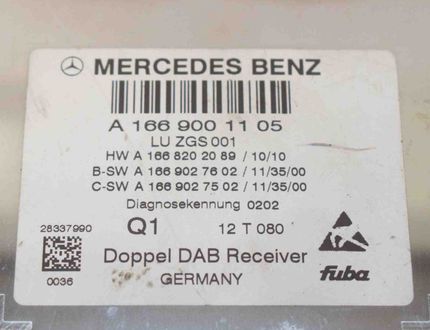 MERCEDES BENZ
A 166 900 11 05
LU ZGS 001
HW A 166 820 20 89 / 10/10
B-SW A 166 902 76 02 / 11/35/00
C-SW A 166 902 75 02 / 11/35/00
Diagnosekennung 0202
28337990 Q1 12 T 080
0036
Doppel DAB Receiver
GERMANY
fuba